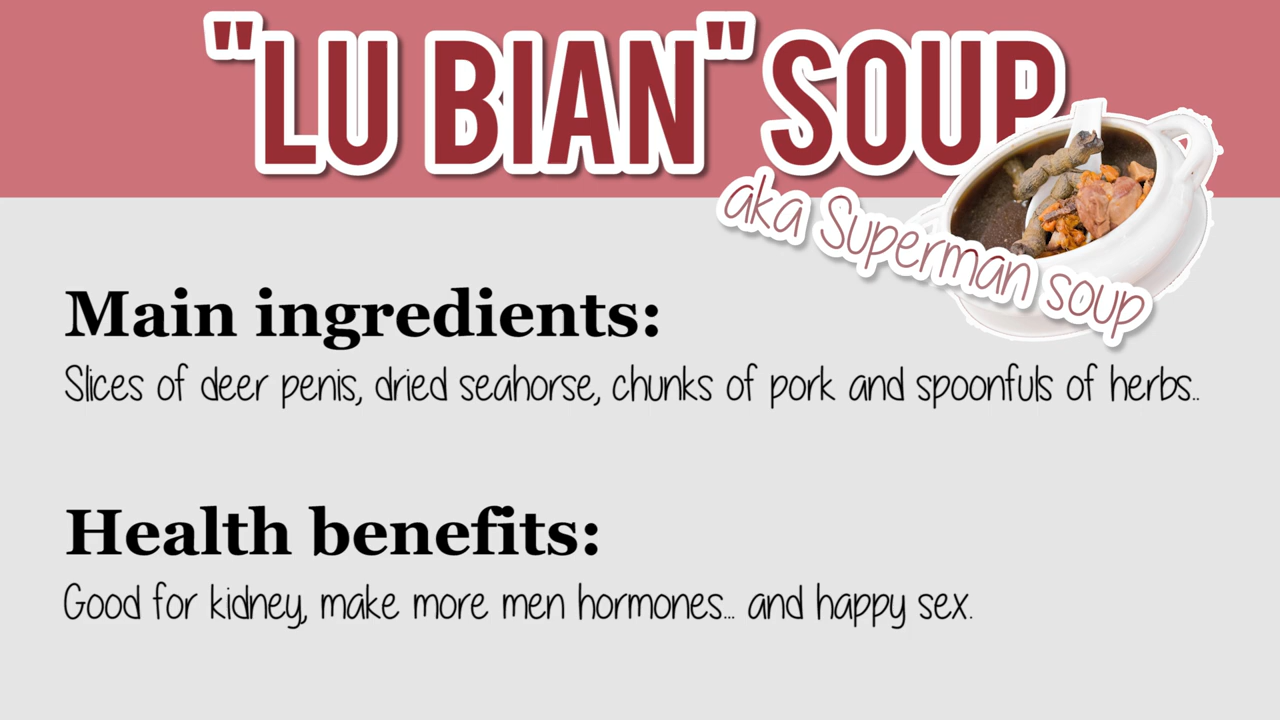 "LU BIAN" SOUP
aka Superman soup
Main ingredients:
Slices of deer penis, dried seahorse, chunks of pork and spoonfuls of herbs..
Health benefits:
Good for kidney, make more men hormones... and happy sex.